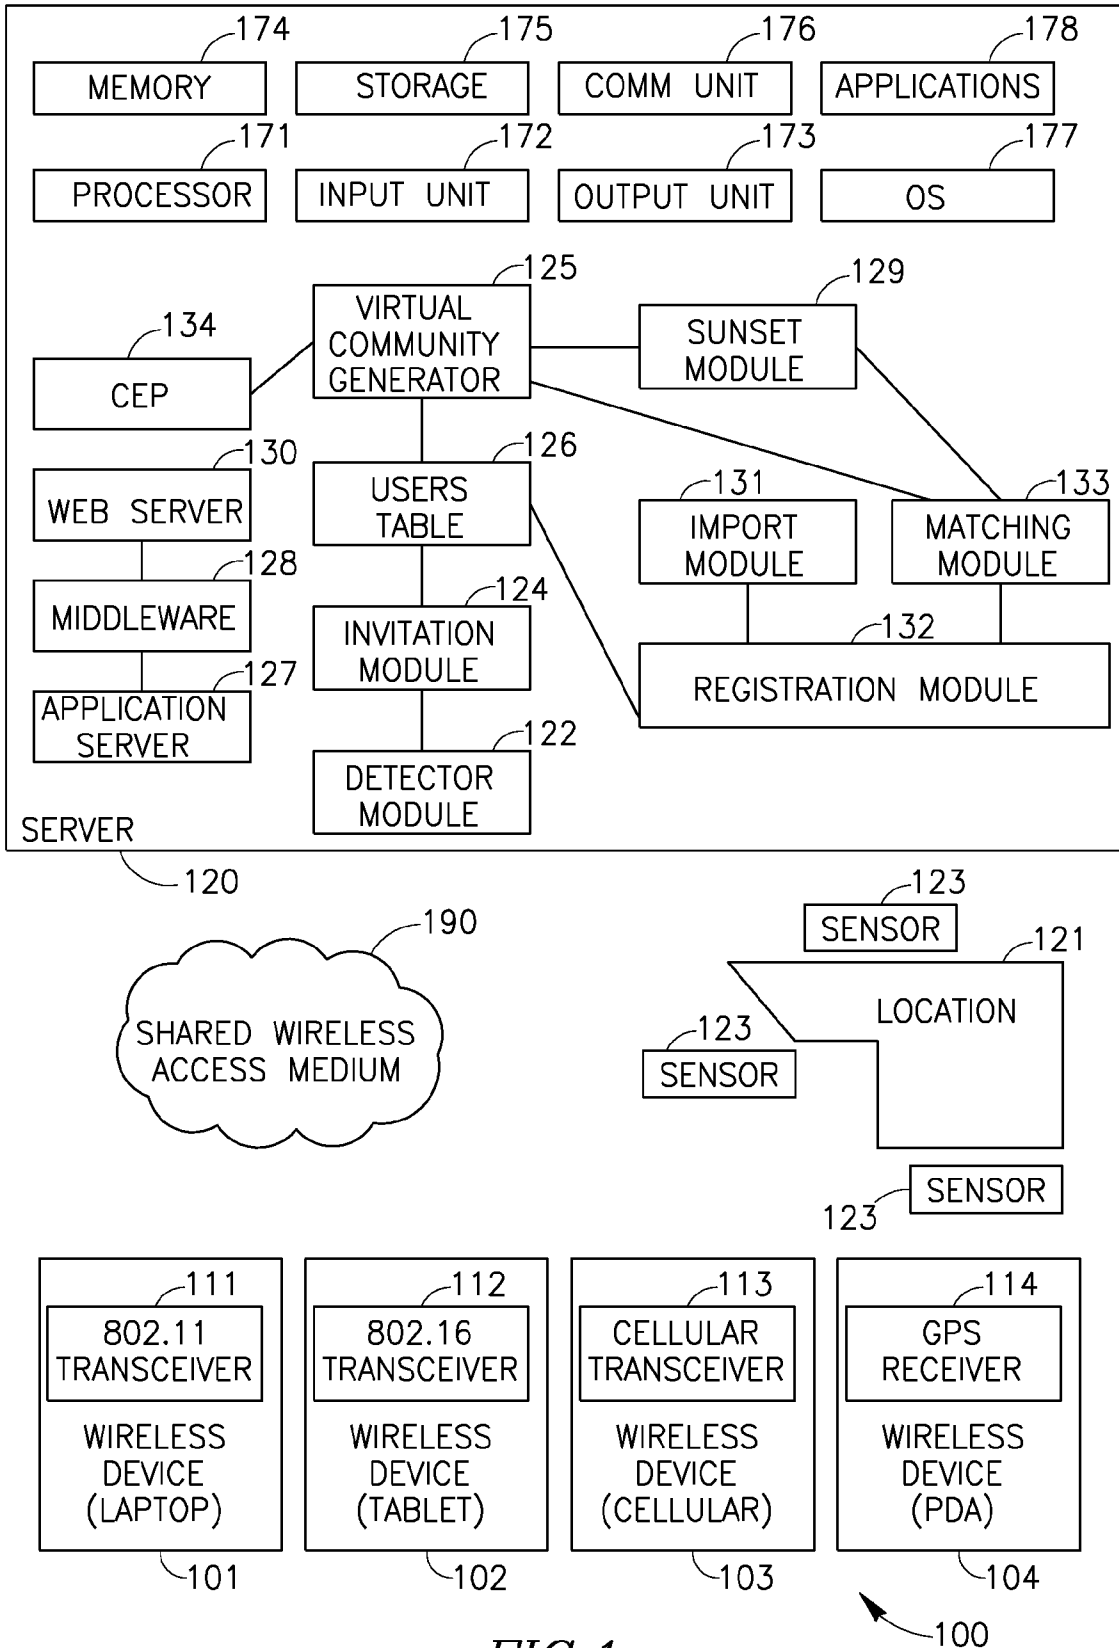 174
175
176
178
MEMORY
STORAGE
COMM UNIT
APPLICATIONS
171
172
173
177
PROCESSOR
INPUT UNIT
OUTPUT UNIT
OS
125
VIRTUAL
COMMUNITY
GENERATOR
129
SUNSET
MODULE
134
CEP
130
WEB SERVER
126
USERS
TABLE
131
IMPORT
MODULE
133
MATCHING
MODULE
128
MIDDLEWARE
124
INVITATION
MODULE
132
REGISTRATION MODULE
127
APPLICATION
SERVER
122
DETECTOR
MODULE
SERVER
120
190
SHARED WIRELESS
ACCESS MEDIUM
123
SENSOR
121
LOCATION
123
SENSOR
SENSOR
123
111
802.11
TRANSCEIVER
WIRELESS
DEVICE
(LAPTOP)
101
112
802.16
TRANSCEIVER
WIRELESS
DEVICE
(TABLET)
102
113
CELLULAR
TRANSCEIVER
WIRELESS
DEVICE
(CELLULAR)
103
114
GPS
RECEIVER
WIRELESS
DEVICE
(PDA)
104
100